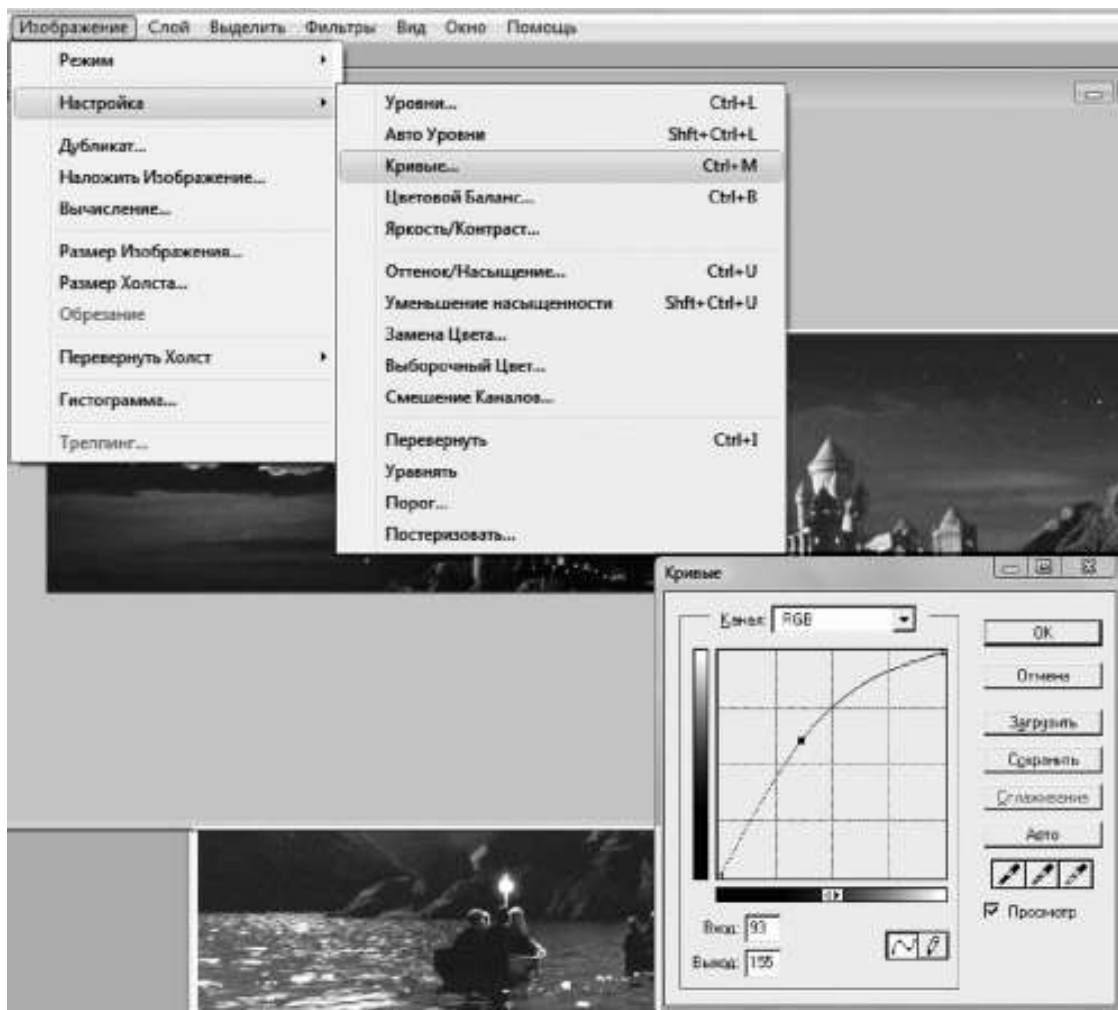 Изображение Слой Выделить Фильтры Вид Окно Помощь
Режим
Настройка
Дубликат...
Наложить Изображение...
Вычисление...
Размер Изображения...
Размер Холста...
Обрезание
Перевернуть Холст
Гистограмма...
Треппинг...
Уровни... Ctrl+L
Авто Уровни Shft+Ctrl+L
Кривые... Ctrl+M
Цветовой Баланс... Ctrl+B
Яркость/Контраст...
Оттенок/Насыщение... Ctrl+U
Уменьшение насыщенности Shft+Ctrl+U
Замена Цвета...
Выборочный Цвет...
Смешение Каналов...
Перевернуть Ctrl+I
Уравнять
Порог...
Постеризовать...
Кривые
Канал: RGB
OK
Отмена
Загрузить
Сохранить
Сглаживание
Авто
Просмотр
Вход: 93
Выход: 155